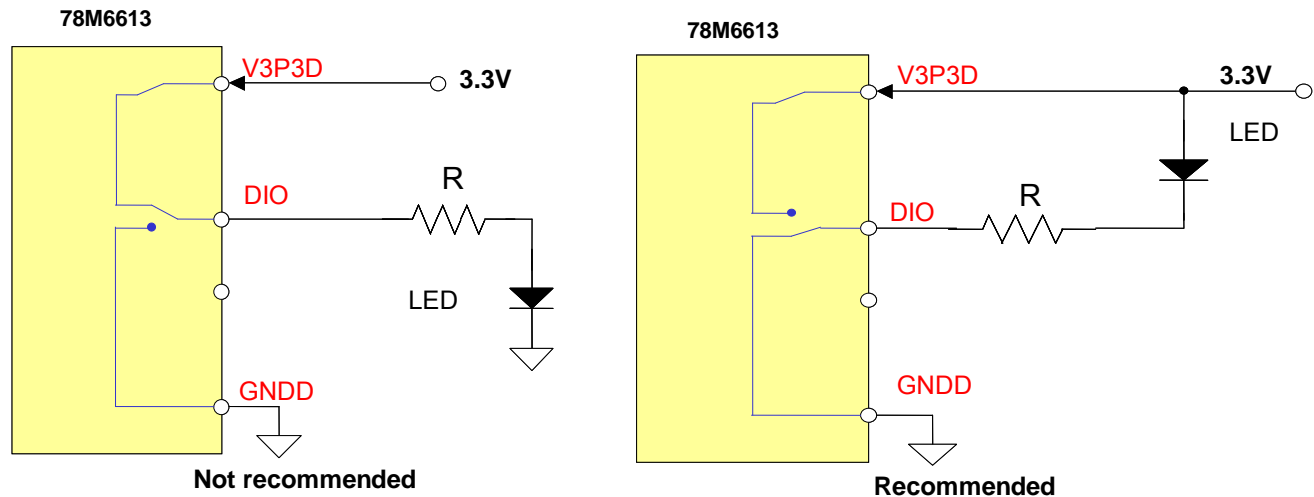 78M6613
V3P3D
3.3V
DIO
R
LED
GNDD
Not recommended
78M6613
V3P3D
3.3V
LED
R
DIO
GNDD
Recommended